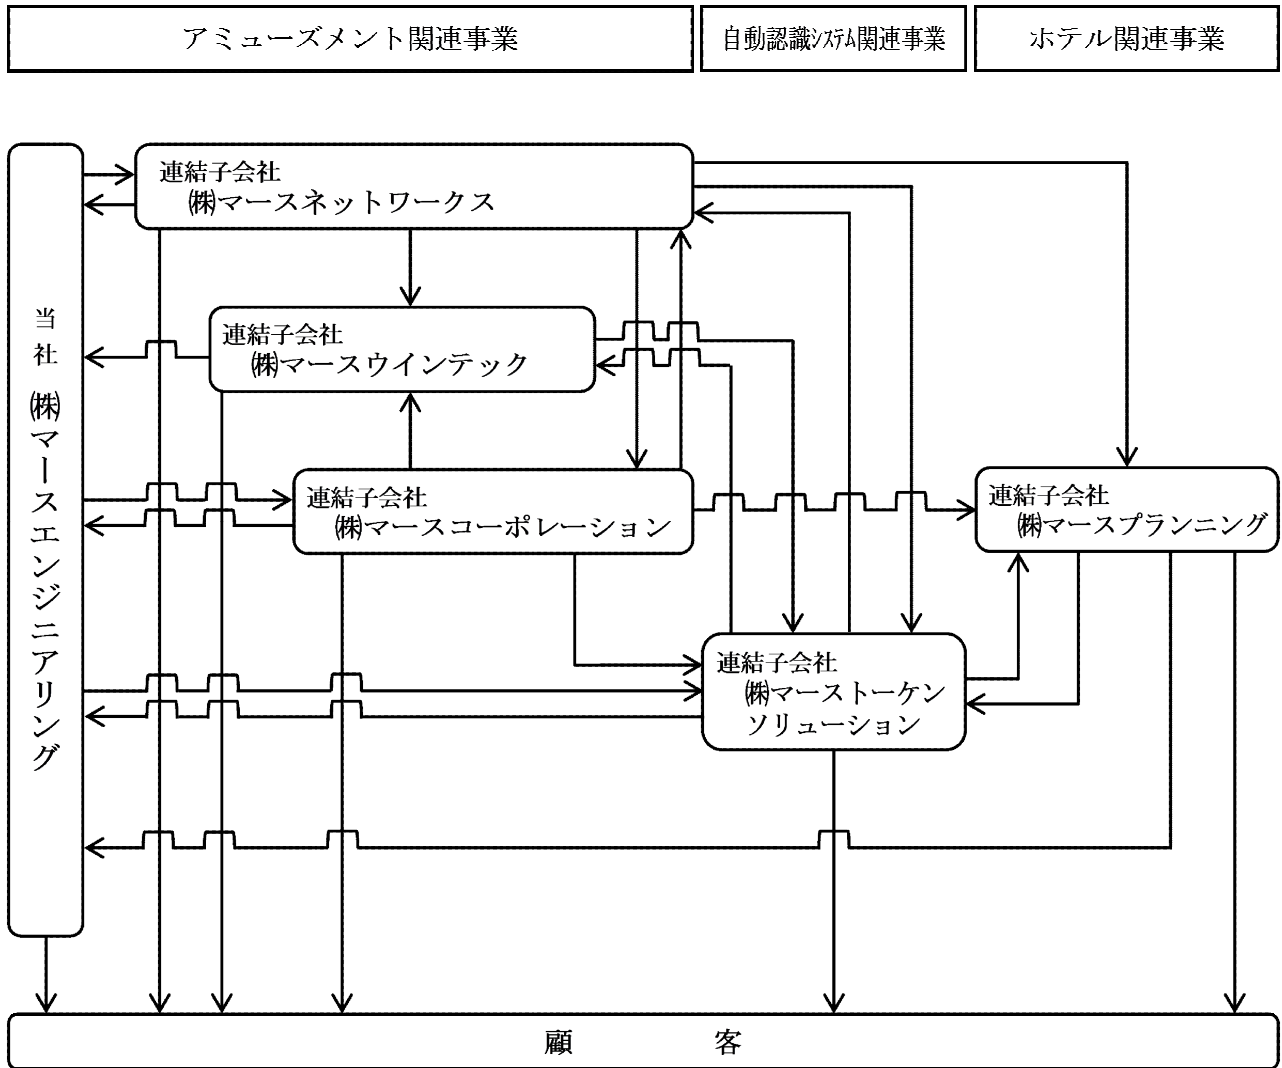 アミューズメント関連事業
自動認識システム関連事業
ホテル関連事業
連結子会社
㈱マースネットワークス
当社 ㈱マースエンジニアリング
連結子会社
㈱マースウインテック
連結子会社
㈱マースコーポレーション
連結子会社
㈱マースプランニング
連結子会社
㈱マーストーケン
ソリューション
顧客